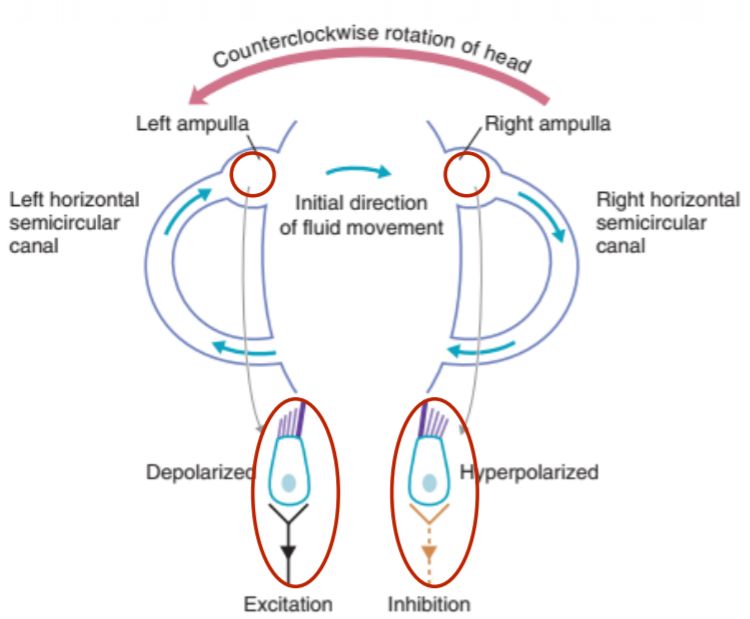 Counterclockwise rotation of head
Left ampulla
Right ampulla
Left horizontal
semicircular
canal
Initial direction
of fluid movement
Right horizontal
semicircular
canal
Depolarized
Hyperpolarized
Excitation
Inhibition